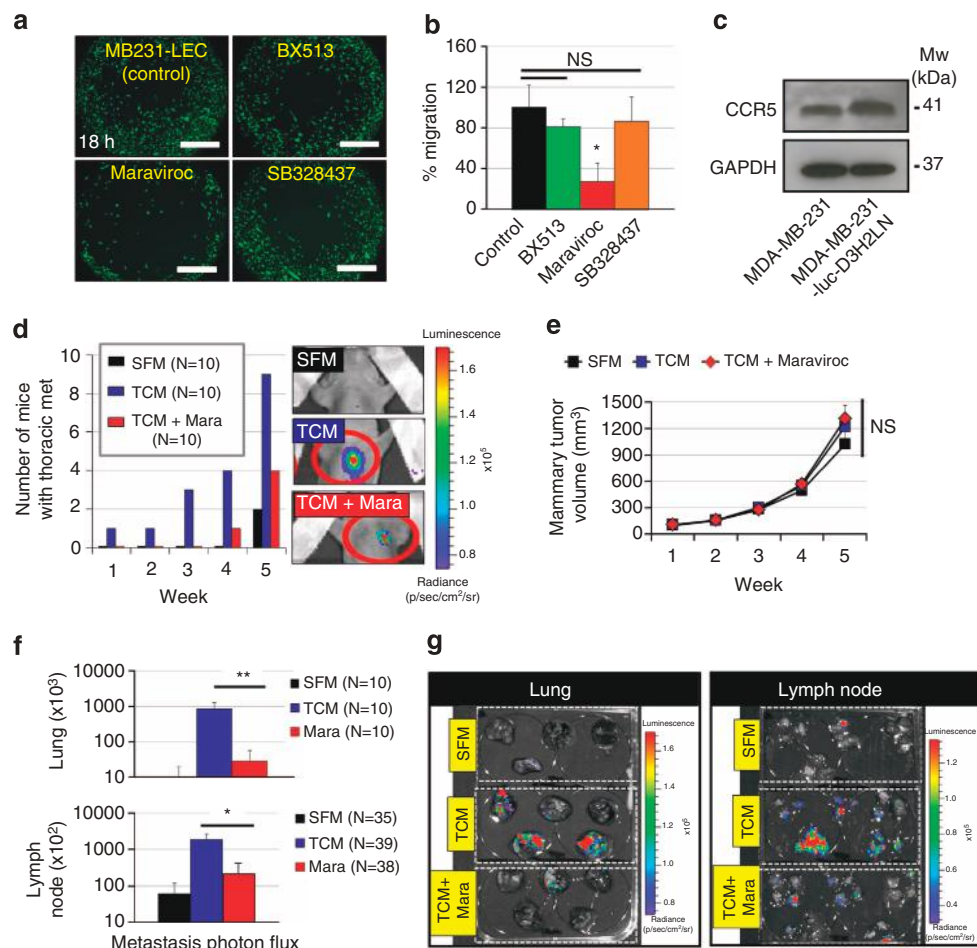 a
MB231-LEC
(control)
BX513
18 h
Maraviroc
SB328437
b
160
120
80
40
0
% migration
NS
*
Control
BX513
Maraviroc
SB328437
c
Mw
(kDa)
CCR5
41
GAPDH
37
MDA-MB-231
MDA-MB-231
-luc-D3H2LN
d
Number of mice
with thoracic met
10
8
6
4
2
0
SFM (N=10)
TCM (N=10)
TCM + Mara
(N=10)
1 2 3 4 5
Week
SFM
TCM
TCM + Mara
Luminescence
1.6
1.4
1.2
1.0
0.8
x10⁵
Radiance
(p/sec/cm²/sr)
e
SFM TCM TCM + Maraviroc
Mammary tumor
volume (mm³)
1500
1200
900
600
300
0
NS
1 2 3 4 5
Week
f
Lung (x10³)
10000
1000
100
10
**
SFM (N=10)
TCM (N=10)
Mara (N=10)
Lymph
node (x10²)
10000
1000
100
10
*
SFM (N=35)
TCM (N=39)
Mara (N=38)
Metastasis photon flux
g
Lung
SFM
TCM
TCM+
Mara
Luminescence
1.6
1.4
1.2
1.0
0.8
x10⁵
Radiance
(p/sec/cm²/sr)
Lymph node
SFM
TCM
TCM+
Mara
Luminescence
1.2
1.0
0.8
0.6
0.4
x10⁵
Radiance
(p/sec/cm²/sr)